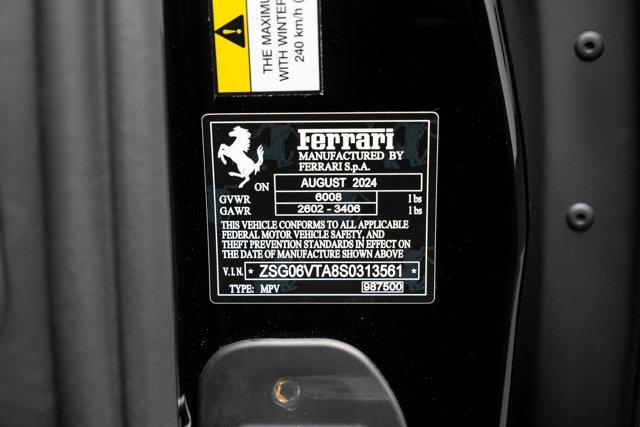 THE MAXIMU
WITH WINTER
240 km/h (
Ferrari
MANUFACTURED BY
FERRARI S.p.A.
ON AUGUST 2024
GVWR 6008 lbs
GAWR 2602 - 3406 lbs
THIS VEHICLE CONFORMS TO ALL APPLICABLE
FEDERAL MOTOR VEHICLE SAFETY, AND
THEFT PREVENTION STANDARDS IN EFFECT ON
THE DATE OF MANUFACTURE SHOWN ABOVE
V.I.N. * ZSG06VTA8S0313561 *
TYPE: MPV 987500